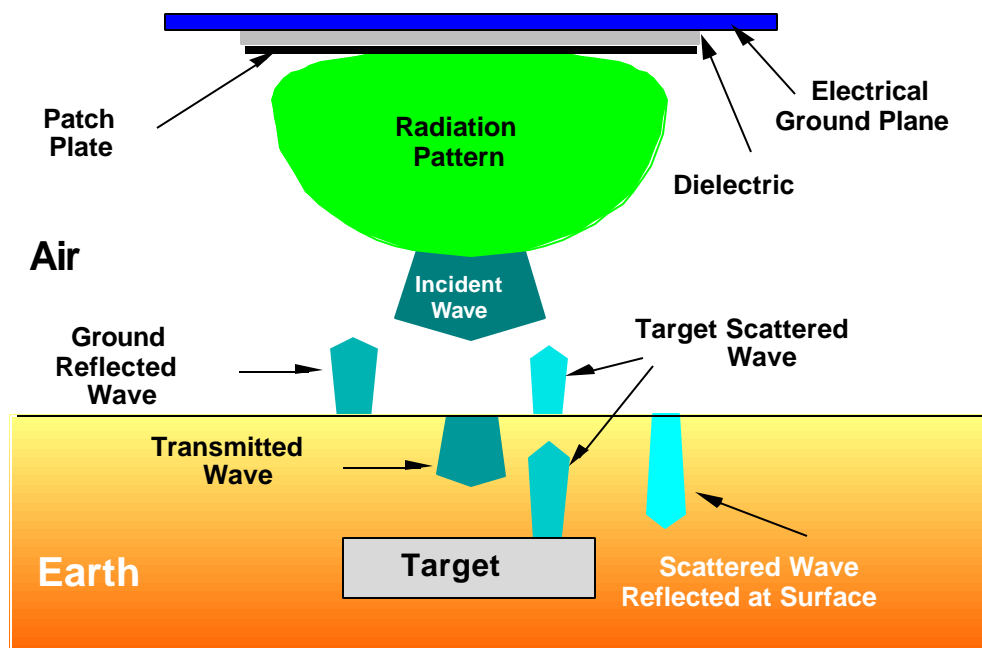 Electrical
Ground Plane
Patch
Plate
Radiation
Pattern
Dielectric
Air
Incident
Wave
Ground
Reflected
Wave
Target Scattered
Wave
Transmitted
Wave
Target
Earth
Scattered Wave
Reflected at Surface